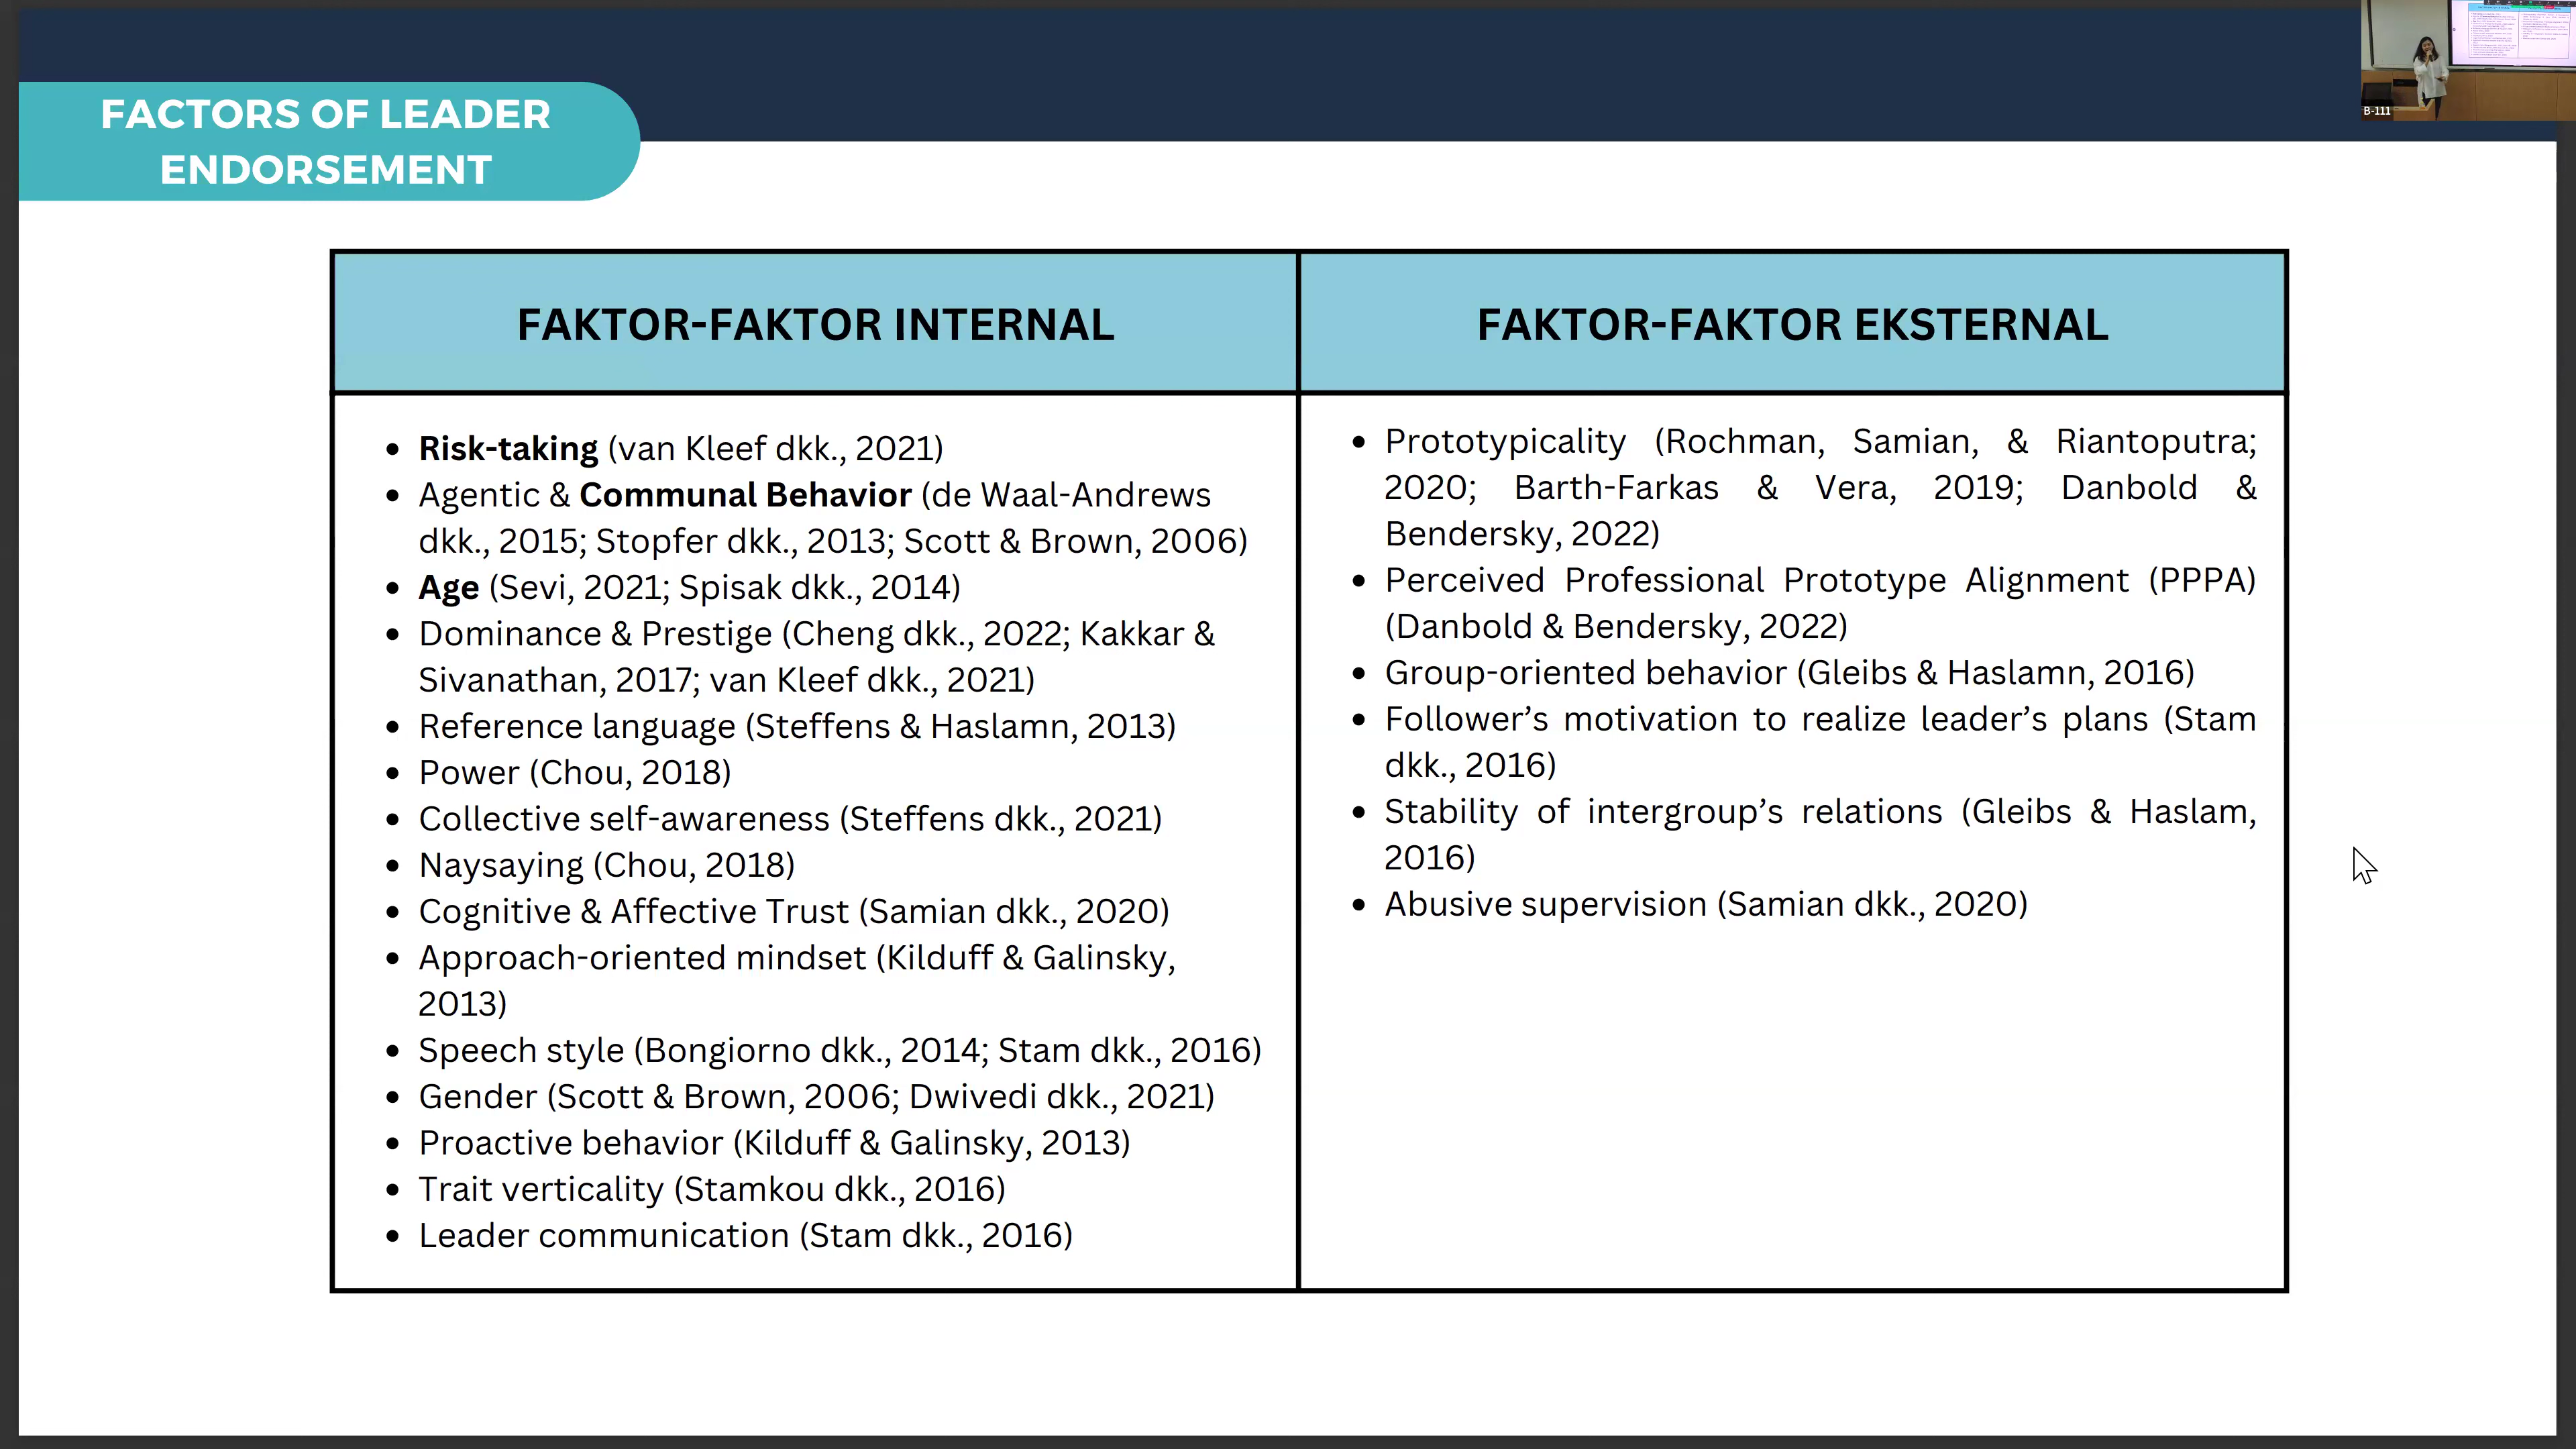 FACTORS OF LEADER
ENDORSEMENT
B-111
FAKTOR-FAKTOR INTERNAL
FAKTOR-FAKTOR EKSTERNAL
• Risk-taking (van Kleef dkk., 2021)
• Agentic & Communal Behavior (de Waal-Andrews
dkk., 2015; Stopfer dkk., 2013; Scott & Brown, 2006)
• Age (Sevi, 2021; Spisak dkk., 2014)
• Dominance & Prestige (Cheng dkk., 2022; Kakkar &
Sivanathan, 2017; van Kleef dkk., 2021)
• Reference language (Steffens & Haslamn, 2013)
• Power (Chou, 2018)
• Collective self-awareness (Steffens dkk., 2021)
• Naysaying (Chou, 2018)
• Cognitive & Affective Trust (Samian dkk., 2020)
• Approach-oriented mindset (Kilduff & Galinsky,
2013)
• Speech style (Bongiorno dkk., 2014; Stam dkk., 2016)
• Gender (Scott & Brown, 2006; Dwivedi dkk., 2021)
• Proactive behavior (Kilduff & Galinsky, 2013)
• Trait verticality (Stamkou dkk., 2016)
• Leader communication (Stam dkk., 2016)
• Prototypicality (Rochman, Samian, & Riantoputra;
2020; Barth-Farkas & Vera, 2019; Danbold &
Bendersky, 2022)
• Perceived Professional Prototype Alignment (PPPA)
(Danbold & Bendersky, 2022)
• Group-oriented behavior (Gleibs & Haslamn, 2016)
• Follower’s motivation to realize leader’s plans (Stam
dkk., 2016)
• Stability of intergroup’s relations (Gleibs & Haslam,
2016)
• Abusive supervision (Samian dkk., 2020)